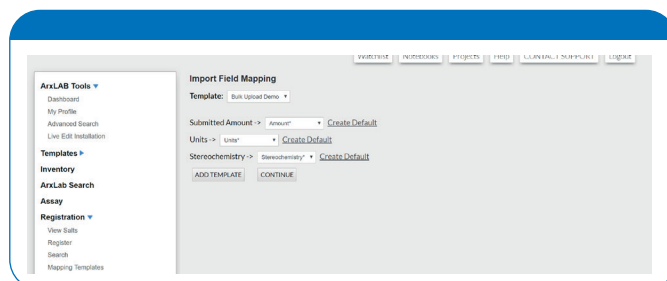 Watchlist Notebooks Projects Help CONTACT SUPPORT Logout
ArxLAB Tools
Dashboard
My Profile
Advanced Search
Live Edit Installation
Templates
Inventory
ArxLab Search
Assay
Registration
View Salts
Register
Search
Mapping Templates
Import Field Mapping
Template: Bulk Upload Demo
Submitted Amount -> Amount* Create Default
Units -> Units* Create Default
Stereochemistry -> Stereochemistry* Create Default
ADD TEMPLATE CONTINUE